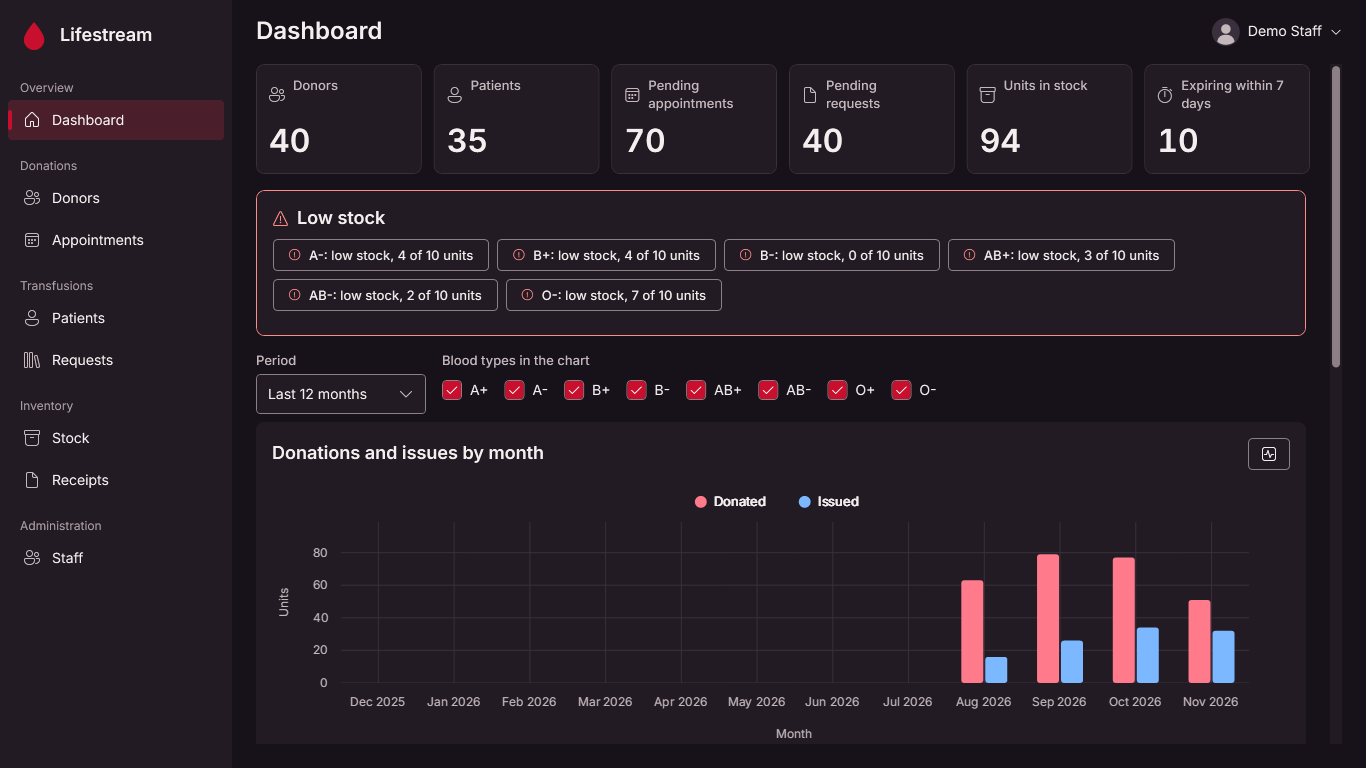 Lifestream
Overview
Dashboard
Donations
Donors
Appointments
Transfusions
Patients
Requests
Inventory
Stock
Receipts
Administration
Staff
Dashboard
Demo Staff
Donors
40
Patients
35
Pending
appointments
70
Pending
requests
40
Units in stock
94
Expiring within 7
days
10
Low stock
A-: low stock, 4 of 10 units
B+: low stock, 4 of 10 units
B-: low stock, 0 of 10 units
AB+: low stock, 3 of 10 units
AB-: low stock, 2 of 10 units
O-: low stock, 7 of 10 units
Period
Last 12 months
Blood types in the chart
A+ A- B+ B- AB+ AB- O+ O-
Donations and issues by month
Donated Issued
Units
80
60
40
20
0
Dec 2025 Jan 2026 Feb 2026 Mar 2026 Apr 2026 May 2026 Jun 2026 Jul 2026 Aug 2026 Sep 2026 Oct 2026 Nov 2026
Month